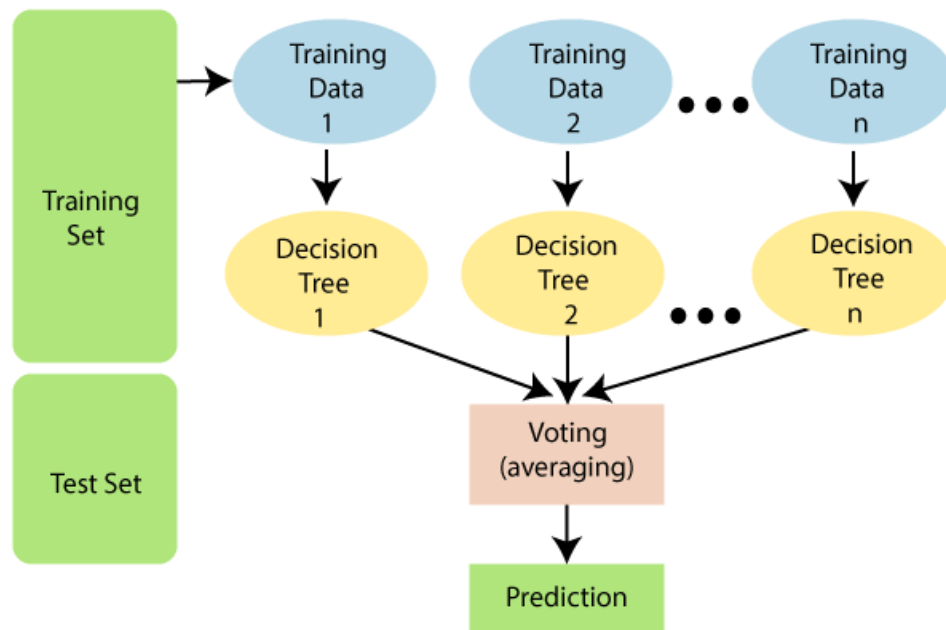 Training
Set
Test Set
Training
Data
1
Training
Data
2
Training
Data
n
Decision
Tree
1
Decision
Tree
2
Decision
Tree
n
Voting
(averaging)
Prediction